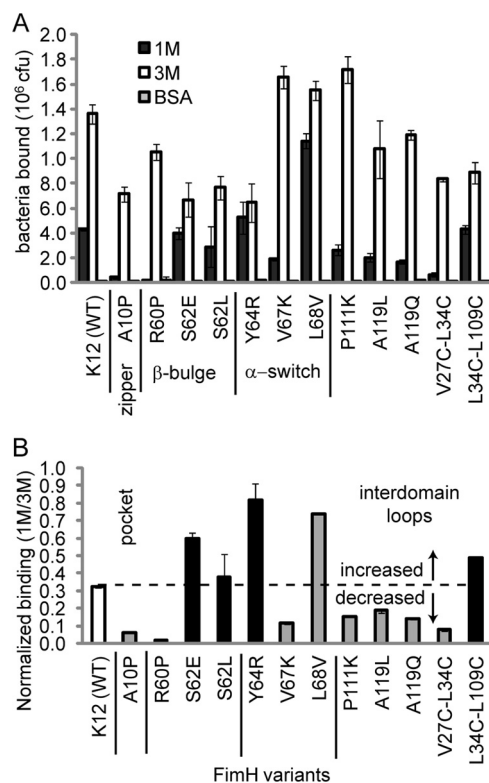 A
1M
3M
BSA
bacteria bound (10⁶ cfu)
2.0
1.8
1.6
1.4
1.2
1.0
8.0
6.0
4.0
2.0
0.0
K12 (WT)
A10P
R60P
S62E
S62L
Y64R
V67K
L68V
P111K
A119L
A119Q
V27C-L34C
L34C-L109C
zipper
β-bulge
α-switch
B
Normalized binding (1M/3M)
1.0
0.9
0.8
0.7
0.6
0.5
0.4
0.3
0.2
0.1
0.0
pocket
interdomain
loops
increased
decreased
K12 (WT)
A10P
R60P
S62E
S62L
Y64R
V67K
L68V
P111K
A119L
A119Q
V27C-L34C
L34C-L109C
FimH variants